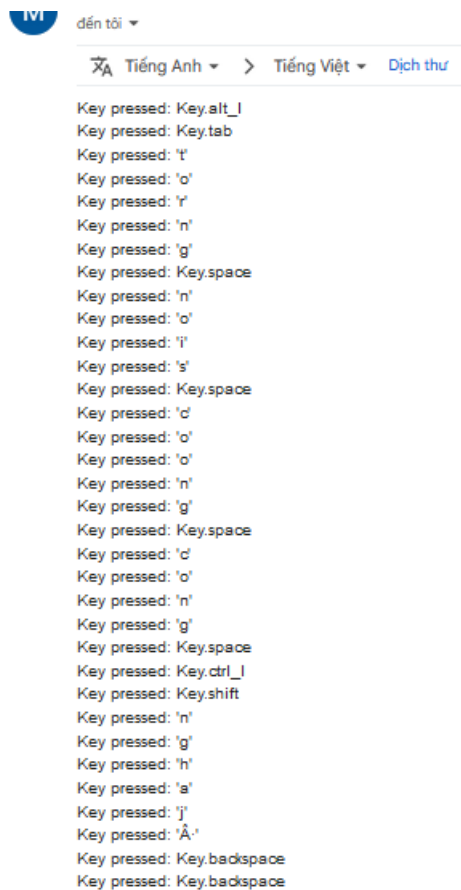 M
đến tôi
Tiếng Anh > Tiếng Việt Dịch thư
Key pressed: Key.alt_l
Key pressed: Key.tab
Key pressed: 't'
Key pressed: 'o'
Key pressed: 'r'
Key pressed: 'n'
Key pressed: 'g'
Key pressed: Key.space
Key pressed: 'n'
Key pressed: 'o'
Key pressed: 'i'
Key pressed: 's'
Key pressed: Key.space
Key pressed: 'c'
Key pressed: 'o'
Key pressed: 'o'
Key pressed: 'n'
Key pressed: 'g'
Key pressed: Key.space
Key pressed: 'c'
Key pressed: 'o'
Key pressed: 'n'
Key pressed: 'g'
Key pressed: Key.space
Key pressed: Key.ctrl_l
Key pressed: Key.shift
Key pressed: 'n'
Key pressed: 'g'
Key pressed: 'h'
Key pressed: 'a'
Key pressed: 'j'
Key pressed: 'Â·'
Key pressed: Key.backspace
Key pressed: Key.backspace